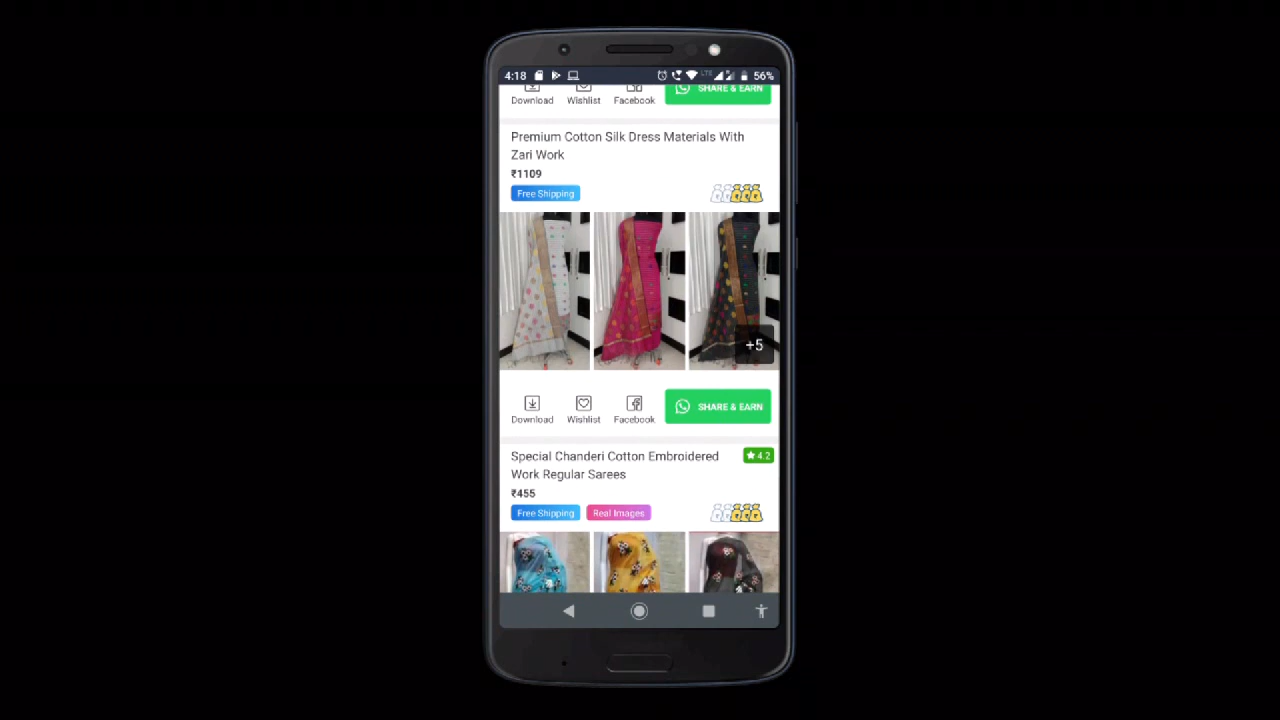 4:18 LTE 56%
Download Wishlist Facebook SHARE & EARN
Premium Cotton Silk Dress Materials With
Zari Work
₹1109
Free Shipping
+5
Download Wishlist Facebook SHARE & EARN
Special Chanderi Cotton Embroidered 4.2
Work Regular Sarees
₹455
Free Shipping Real Images